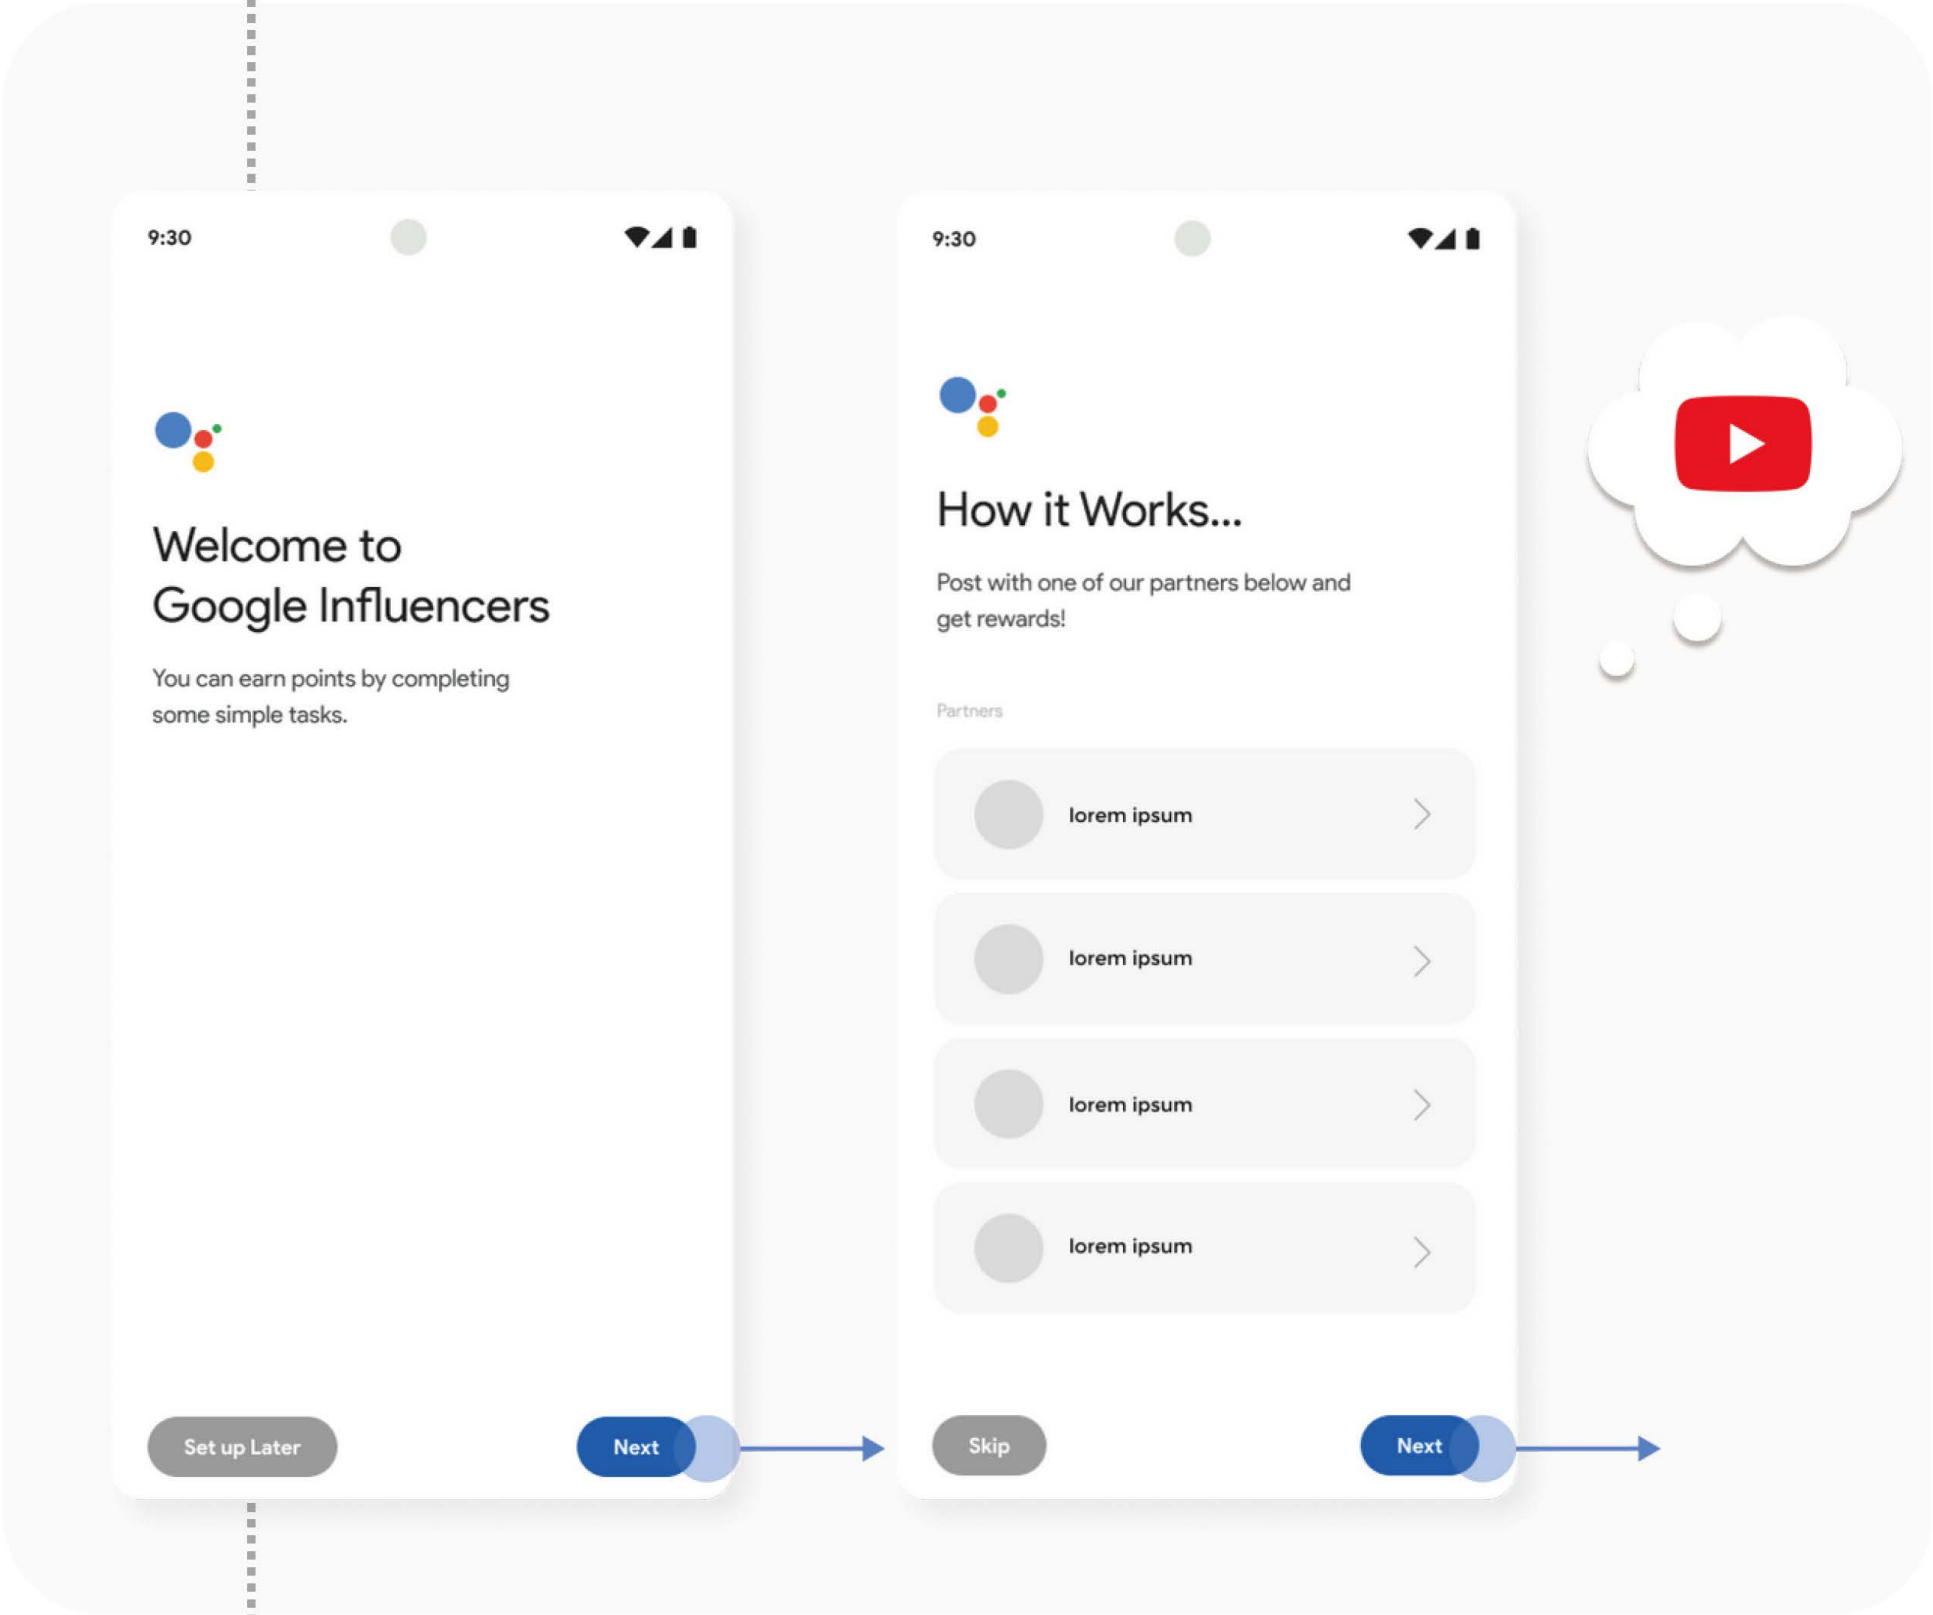 9:30
Welcome to
Google Influencers
You can earn points by completing
some simple tasks.
Set up Later
Next
9:30
How it Works...
Post with one of our partners below and
get rewards!
Partners
lorem ipsum
lorem ipsum
lorem ipsum
lorem ipsum
Skip
Next